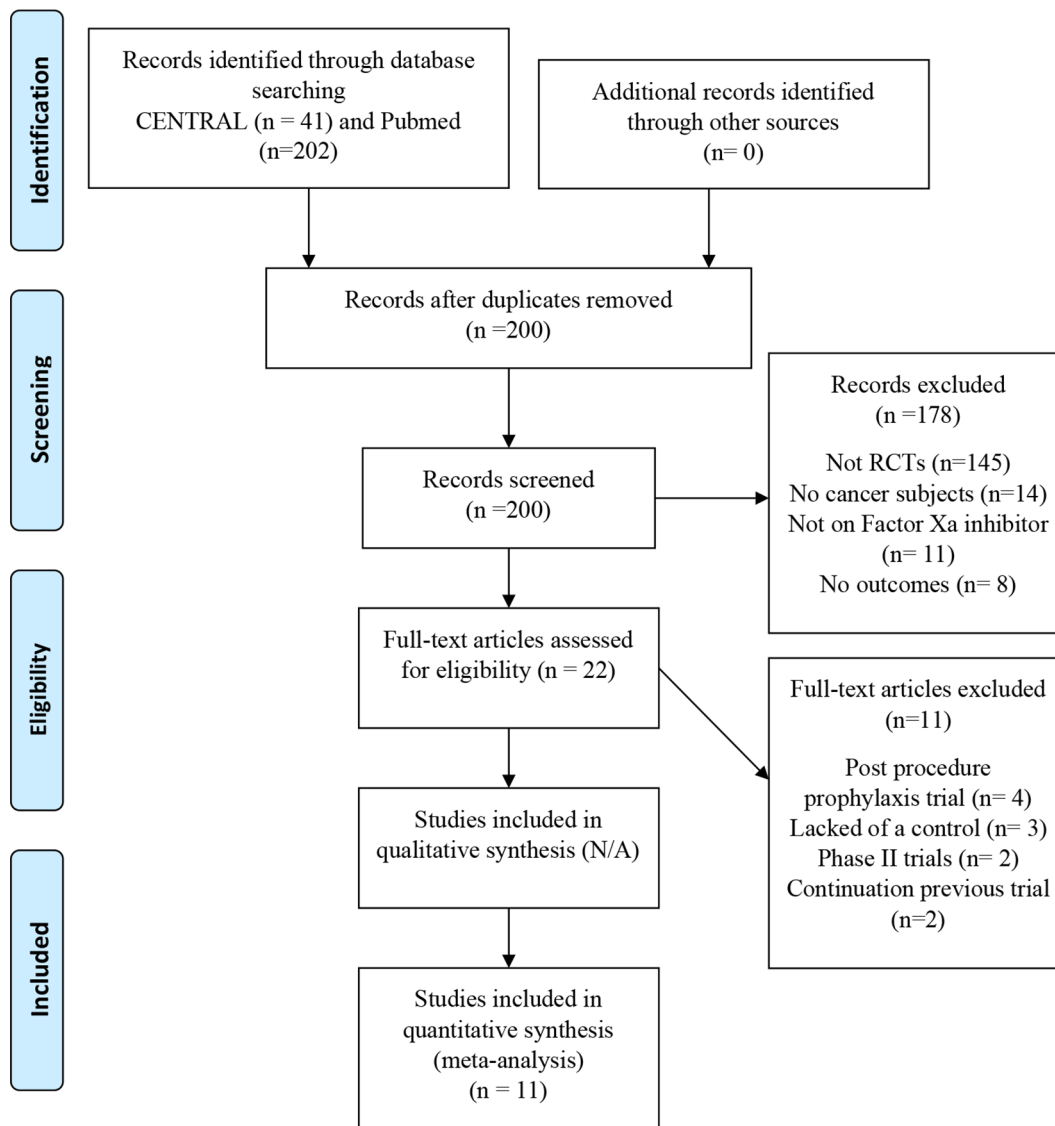 Identification
Records identified through database
searching
CENTRAL (n = 41) and Pubmed
(n=202)
Additional records identified
through other sources
(n= 0)
Screening
Records after duplicates removed
(n =200)
Records screened
(n =200)
Records excluded
(n =178)
Not RCTs (n=145)
No cancer subjects (n=14)
Not on Factor Xa inhibitor
(n= 11)
No outcomes (n= 8)
Eligibility
Full-text articles assessed
for eligibility (n = 22)
Full-text articles excluded
(n=11)
Post procedure
prophylaxis trial (n= 4)
Lacked of a control (n= 3)
Phase II trials (n= 2)
Continuation previous trial
(n=2)
Studies included in
qualitative synthesis (N/A)
Included
Studies included in
quantitative synthesis
(meta-analysis)
(n = 11)